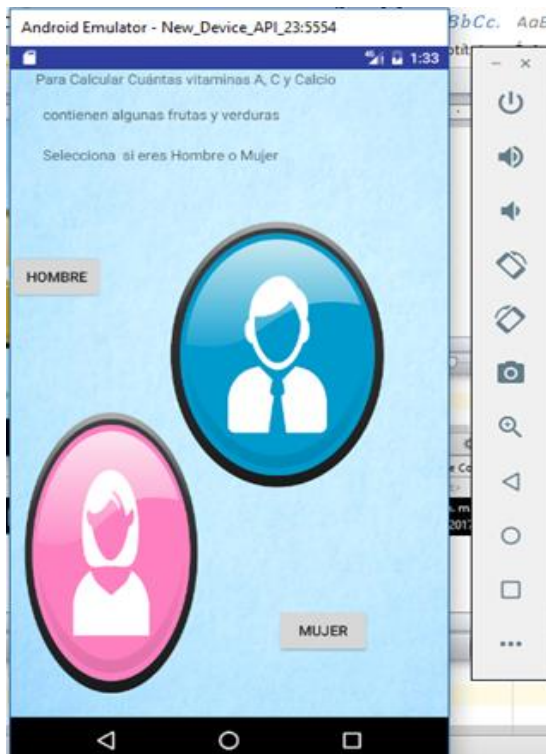 Android Emulator - New_Device_API_23:5554
BbCc. AaB
1:33
Para Calcular Cuántas vitaminas A, C y Calcio
contienen algunas frutas y verduras
Selecciona si eres Hombre o Mujer
HOMBRE
MUJER
2017